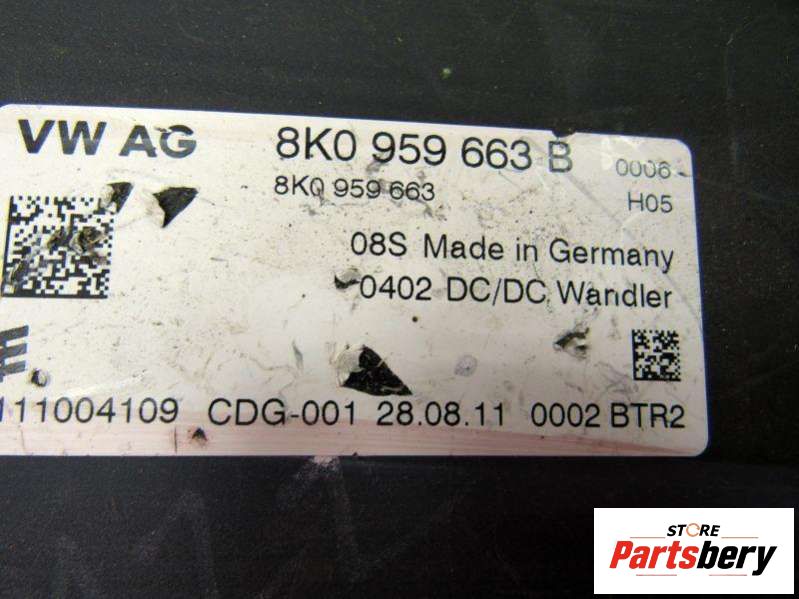 VW AG 8K0 959 663 B 0006
8K0 959 663 H05
08S Made in Germany
0402 DC/DC Wandler
111004109 CDG-001 28.08.11 0002 BTR2
STORE
Partsbery